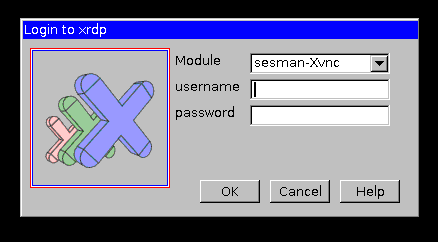 Login to xrdp
Module sesman-Xvnc
username
password
OK Cancel Help